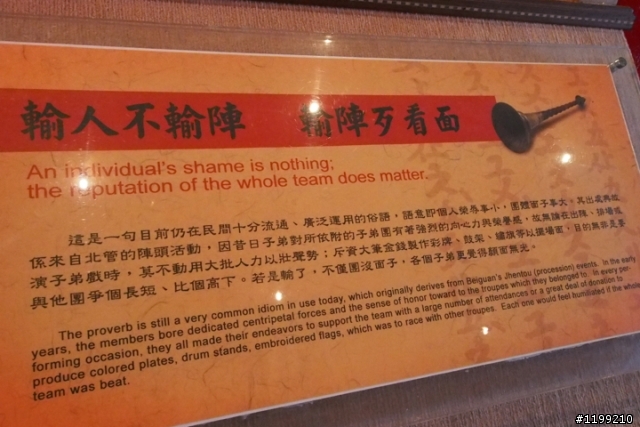 輸人不輸陣 輸陣歹看面
An individual's shame is nothing;
the reputation of the whole team does matter.
這是一句目前仍在民間十分流通、廣泛運用的俗語，語意即個人榮辱事小，團體面子事大。其出處典故
係來自北管的陣頭活動，因昔日子弟對所依附的子弟團有著強烈的向心力與榮譽感，故無論在出陣、排場或
演子弟戲時，莫不動用大批人力以壯聲勢；斥資大筆金錢製作彩牌、鼓架、繡旗等以擺場面，目的無非是要
與他團爭個長短、比個高下。若是輸了，不僅團沒面子，各個子弟更覺得顏面無光。
The proverb is still a very common idiom in use today, which originally derives from Beiguan's Jhentou (procession) events. In the early
years, the members bore dedicated centripetal forces and the sense of honor toward the troupes which they belonged to. In every per-
forming occasion, they all made their endeavors to support the team with a large number of attendances or a great deal of donation to
produce colored plates, drum stands, embroidered flags, which was to race with other troupes. Each one would feel humiliated if the whole
team was beat.
#1199210